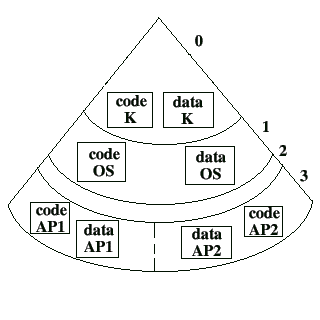 0
code
K
data
K
1
2
3
code
OS
data
OS
code
AP1
data
AP1
data
AP2
code
AP2